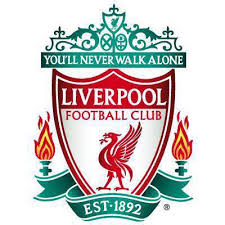 YOU'LL NEVER WALK ALONE
LIVERPOOL
FOOTBALL CLUB
EST·1892
®